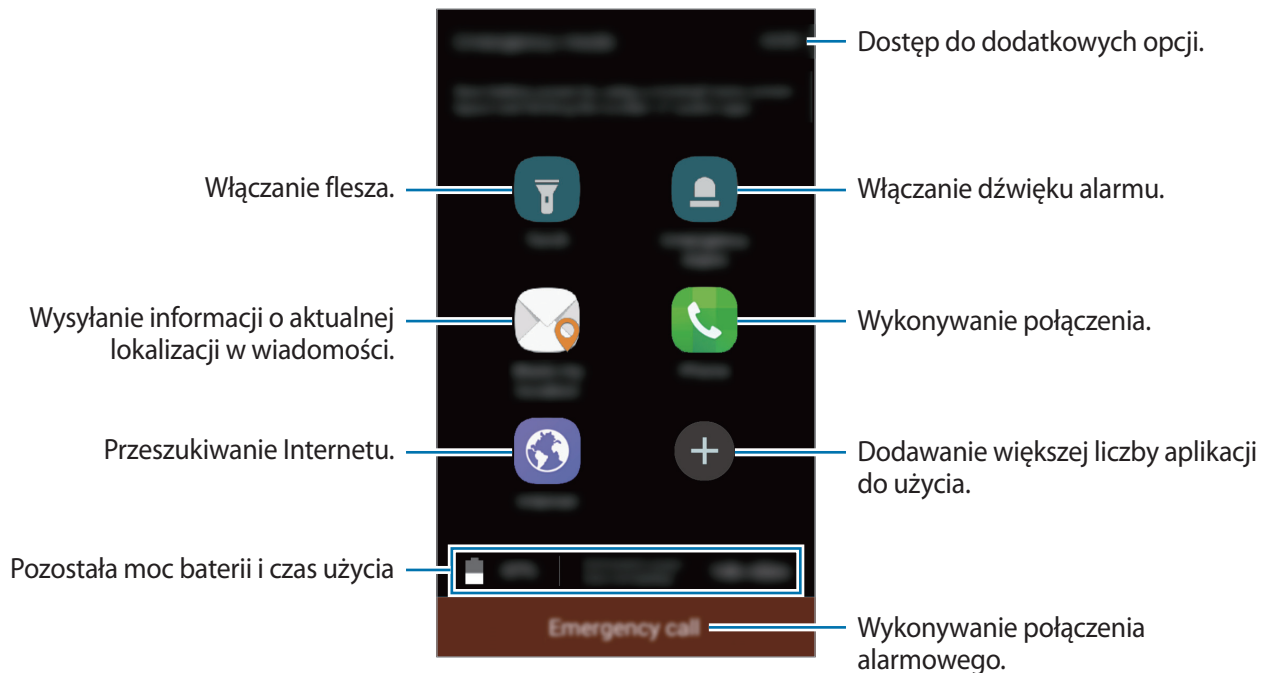 Dostęp do dodatkowych opcji.
Włączanie flesza.
Włączanie dźwięku alarmu.
Wysyłanie informacji o aktualnej
lokalizacji w wiadomości.
Wykonywanie połączenia.
Przeszukiwanie Internetu.
Dodawanie większej liczby aplikacji
do użycia.
Pozostała moc baterii i czas użycia
Emergency call
Wykonywanie połączenia
alarmowego.